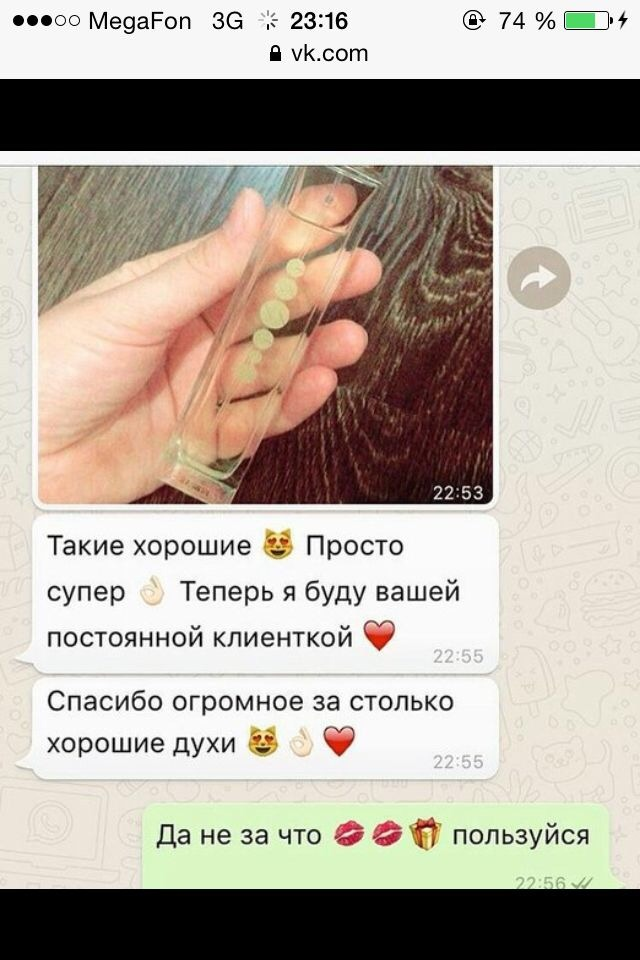 MegaFon 3G 23:16 74 %
vk.com
22:53
Такие хорошие 😻 Просто
супер 👌🏻 Теперь я буду вашей
постоянной клиенткой ❤️
22:55
Спасибо огромное за столько
хорошие духи 😻👌🏻❤️
22:55
Да не за что 💋💋🎁 пользуйся
22:56